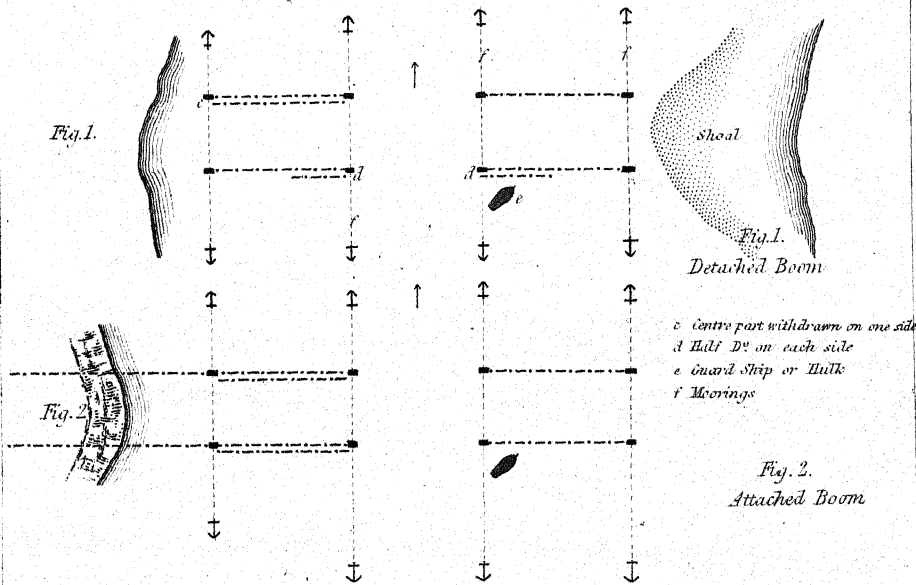 f
f
c
Fig.1.
Shoal
d
d
e
f
Fig.1.
Detached Boom
c Centre part withdrawn on one side
d Half Dº on each side
e Guard Ship or Hulk
f Moorings
Fig. 2
Fig. 2.
Attached Boom